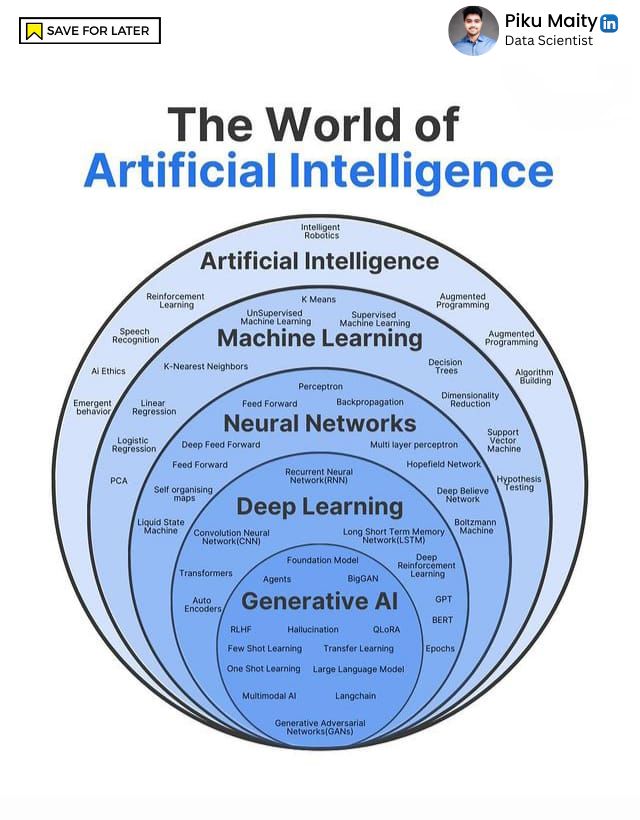 SAVE FOR LATER
Piku Maity in
Data Scientist
The World of
Artificial Intelligence
Intelligent
Robotics
Artificial Intelligence
Reinforcement
Learning
K Means
Augmented
Programming
UnSupervised
Machine Learning
Supervised
Machine Learning
Speech
Recognition
Machine Learning
Augmented
Programming
Ai Ethics
K-Nearest Neighbors
Decision
Trees
Algorithm
Building
Perceptron
Emergent
behavior
Linear
Regression
Feed Forward
Backpropagation
Dimensionality
Reduction
Neural Networks
Logistic
Regression
Deep Feed Forward
Multi layer perceptron
Support
Vector
Machine
Feed Forward
Hopefield Network
PCA
Recurrent Neural
Network(RNN)
Hypothesis
Testing
Self organising
maps
Deep Believe
Network
Deep Learning
Liquid State
Machine
Convolution Neural
Network(CNN)
Long Short Term Memory
Network(LSTM)
Boltzmann
Machine
Foundation Model
Deep
Reinforcement
Learning
Transformers
Agents
BigGAN
Auto
Encoders
Generative AI
GPT
BERT
RLHF
Hallucination
QLoRA
Few Shot Learning
Transfer Learning
Epochs
One Shot Learning
Large Language Model
Multimodal AI
Langchain
Generative Adversarial
Networks(GANs)